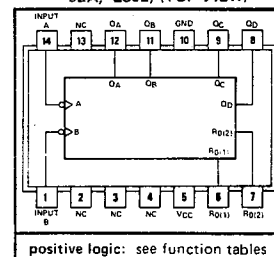 (TOP VIEW)
INPUT
A NC QA QB GND QC QD
14 13 12 11 10 9 8
QA QB QC
QD
A
B
R0(2)
R0(1)
1 2 3 4 5 6 7
INPUT NC NC NC VCC R0(1) R0(2)
B
positive logic: see function tables